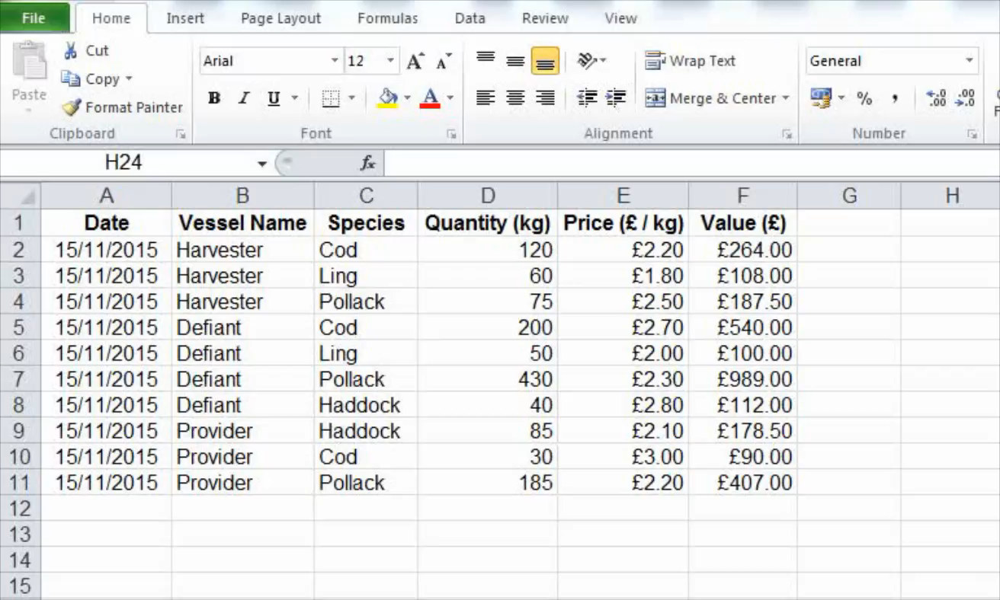 File Home Insert Page Layout Formulas Data Review View
Cut
Copy
Paste
Format Painter
Clipboard
Arial 12 A A
B I U A
Font
Wrap Text
Merge & Center
Alignment
General
% , .0 .00 .00 .0
Number
H24 fx
A B C D E F G H
1 Date Vessel Name Species Quantity (kg) Price (£ / kg) Value (£)
2 15/11/2015 Harvester Cod 120 £2.20 £264.00
3 15/11/2015 Harvester Ling 60 £1.80 £108.00
4 15/11/2015 Harvester Pollack 75 £2.50 £187.50
5 15/11/2015 Defiant Cod 200 £2.70 £540.00
6 15/11/2015 Defiant Ling 50 £2.00 £100.00
7 15/11/2015 Defiant Pollack 430 £2.30 £989.00
8 15/11/2015 Defiant Haddock 40 £2.80 £112.00
9 15/11/2015 Provider Haddock 85 £2.10 £178.50
10 15/11/2015 Provider Cod 30 £3.00 £90.00
11 15/11/2015 Provider Pollack 185 £2.20 £407.00
12
13
14
15